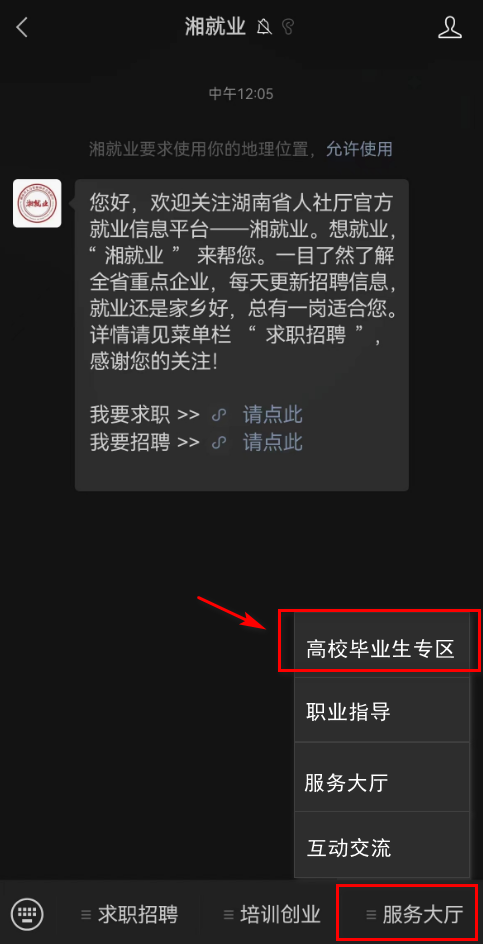 湘就业
中午12:05
湘就业要求使用你的地理位置，允许使用
湘就业
您好，欢迎关注湖南省人社厅官方
就业信息平台——湘就业。想就业，
“湘就业”来帮您。一目了然了解
全省重点企业，每天更新招聘信息，
就业还是家乡好，总有一岗适合您。
详情请见菜单栏 “求职招聘”，
感谢您的关注！
我要求职 >> 请点此
我要招聘 >> 请点此
高校毕业生专区
职业指导
服务大厅
互动交流
求职招聘
培训创业
服务大厅